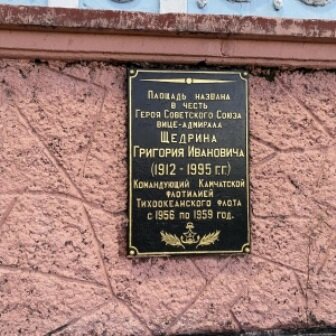 Площадь названа
в честь
Героя Советского Союза
вице-адмирала
Щедрина
Григория Ивановича
(1912 - 1995 г.г.)
Командующий Камчатской
флотилией
Тихоокеанского флота
с 1956 по 1959 год.